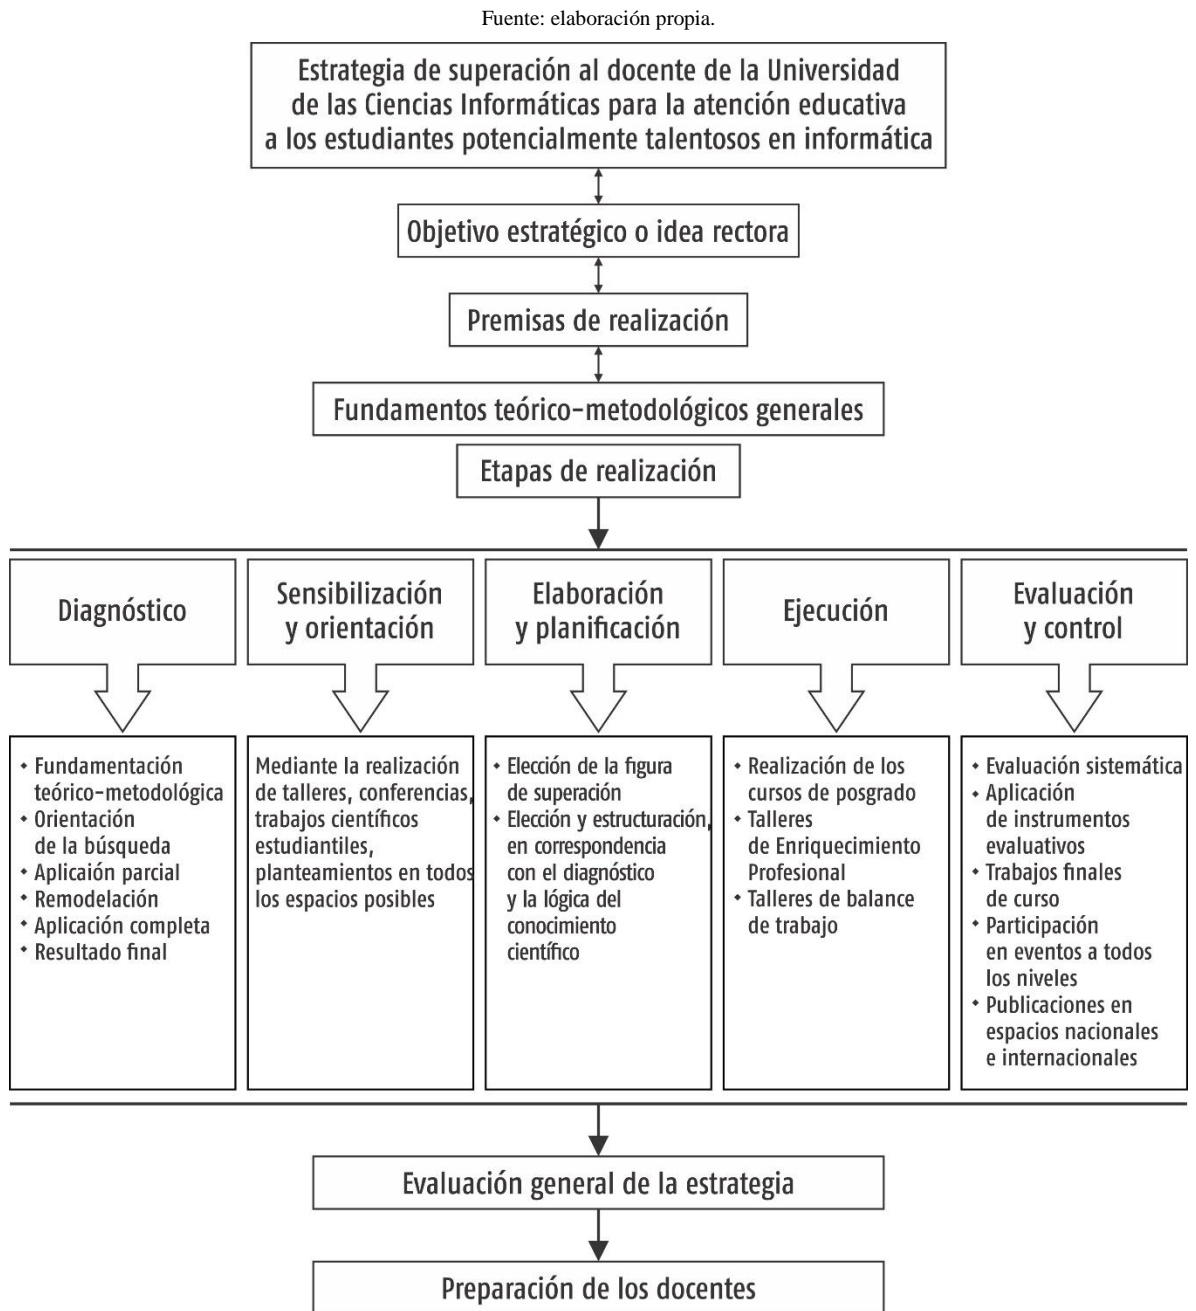 Fuente: elaboración propia.
Estrategia de superación al docente de la Universidad
de las Ciencias Informáticas para la atención educativa
a los estudiantes potencialmente talentosos en informática
Objetivo estratégico o idea rectora
Premisas de realización
Fundamentos teórico-metodológicos generales
Etapas de realización
Diagnóstico
Sensibilización
y orientación
Elaboración
y planificación
Ejecución
Evaluación
y control
• Fundamentación
teórico-metodológica
• Orientación
de la búsqueda
• Aplicaión parcial
• Remodelación
• Aplicación completa
• Resultado final
Mediante la realización
de talleres, conferencias,
trabajos científicos
estudiantiles,
planteamientos en todos
los espacios posibles
• Elección de la figura
de superación
• Elección y estructuración,
en correspondencia
con el diagnóstico
y la lógica del
conocimiento
científico
• Realización de los
cursos de posgrado
• Talleres
de Enriquecimiento
Profesional
• Talleres de balance
de trabajo
• Evaluación sistemática
• Aplicación
de instrumentos
evaluativos
• Trabajos finales
de curso
• Participación
en eventos a todos
los niveles
• Publicaciones en
espacios nacionales
e internacionales
Evaluación general de la estrategia
Preparación de los docentes